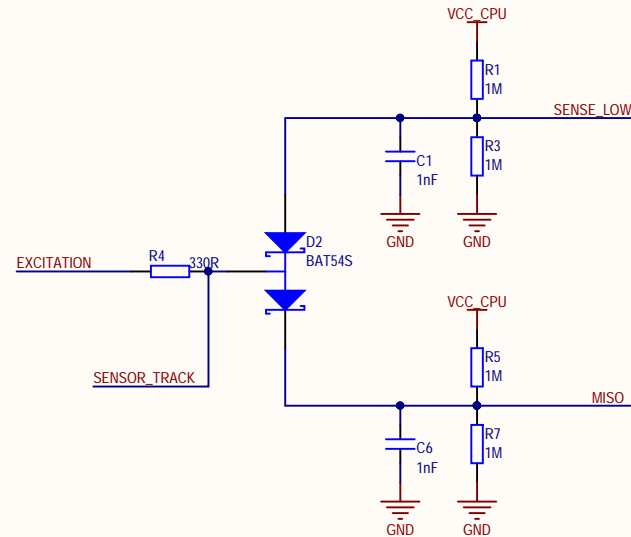 VCC_CPU
R1
1M
SENSE_LOW
R3
1M
C1
1nF
GND
GND
D2
BAT54S
R4
330R
EXCITATION
SENSOR_TRACK
VCC_CPU
R5
1M
MISO
R7
1M
C6
1nF
GND
GND